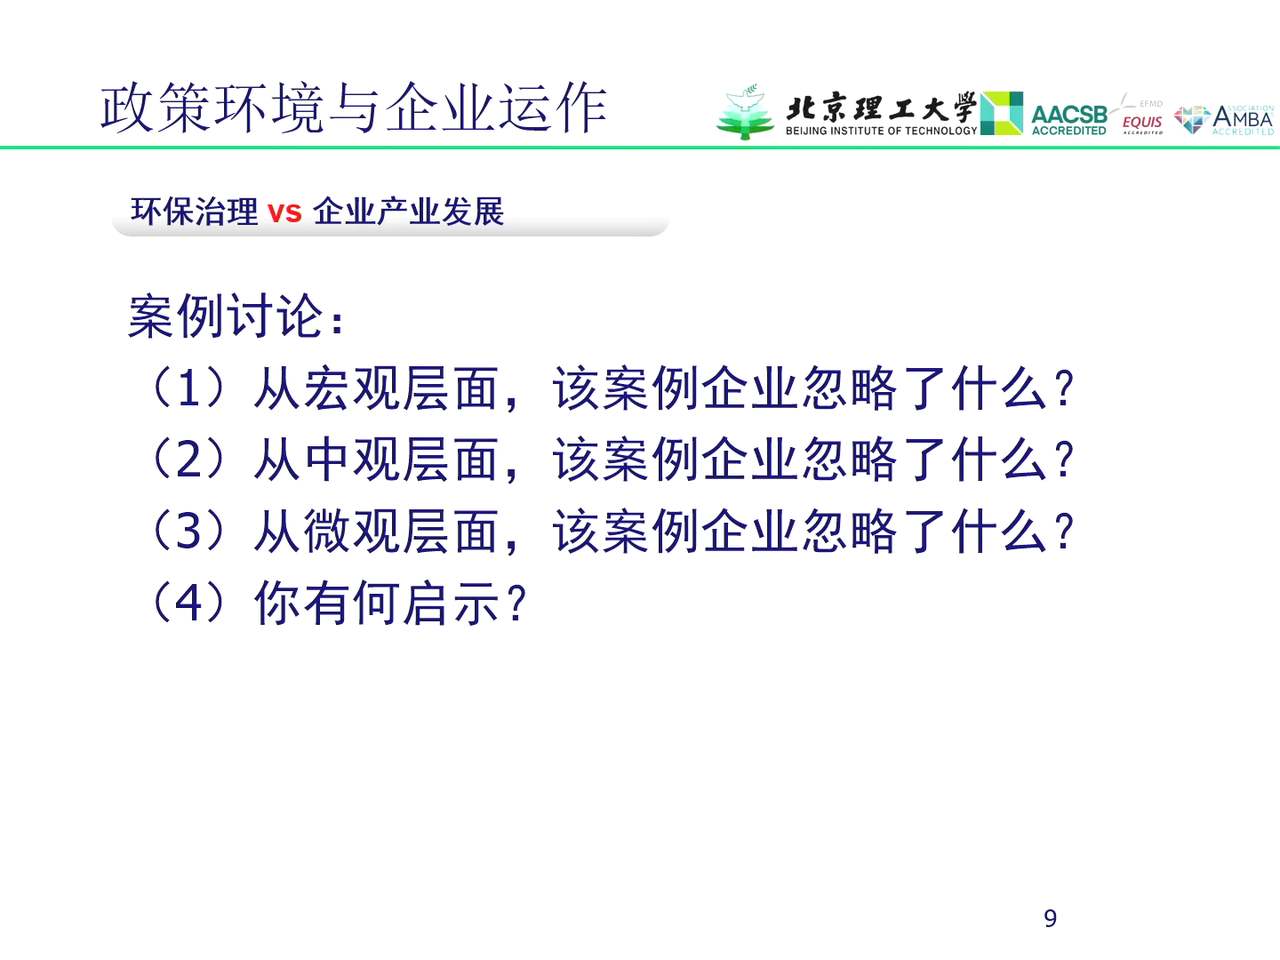 政策环境与企业运作
北京理工大学
BEIJING INSTITUTE OF TECHNOLOGY
AACSB
ACCREDITED
EFMD
EQUIS
ACCREDITED
ASSOCIATION
AMBA
ACCREDITED
环保治理 vs 企业产业发展
案例讨论：
（1）从宏观层面，该案例企业忽略了什么？
（2）从中观层面，该案例企业忽略了什么？
（3）从微观层面，该案例企业忽略了什么？
（4）你有何启示？
9